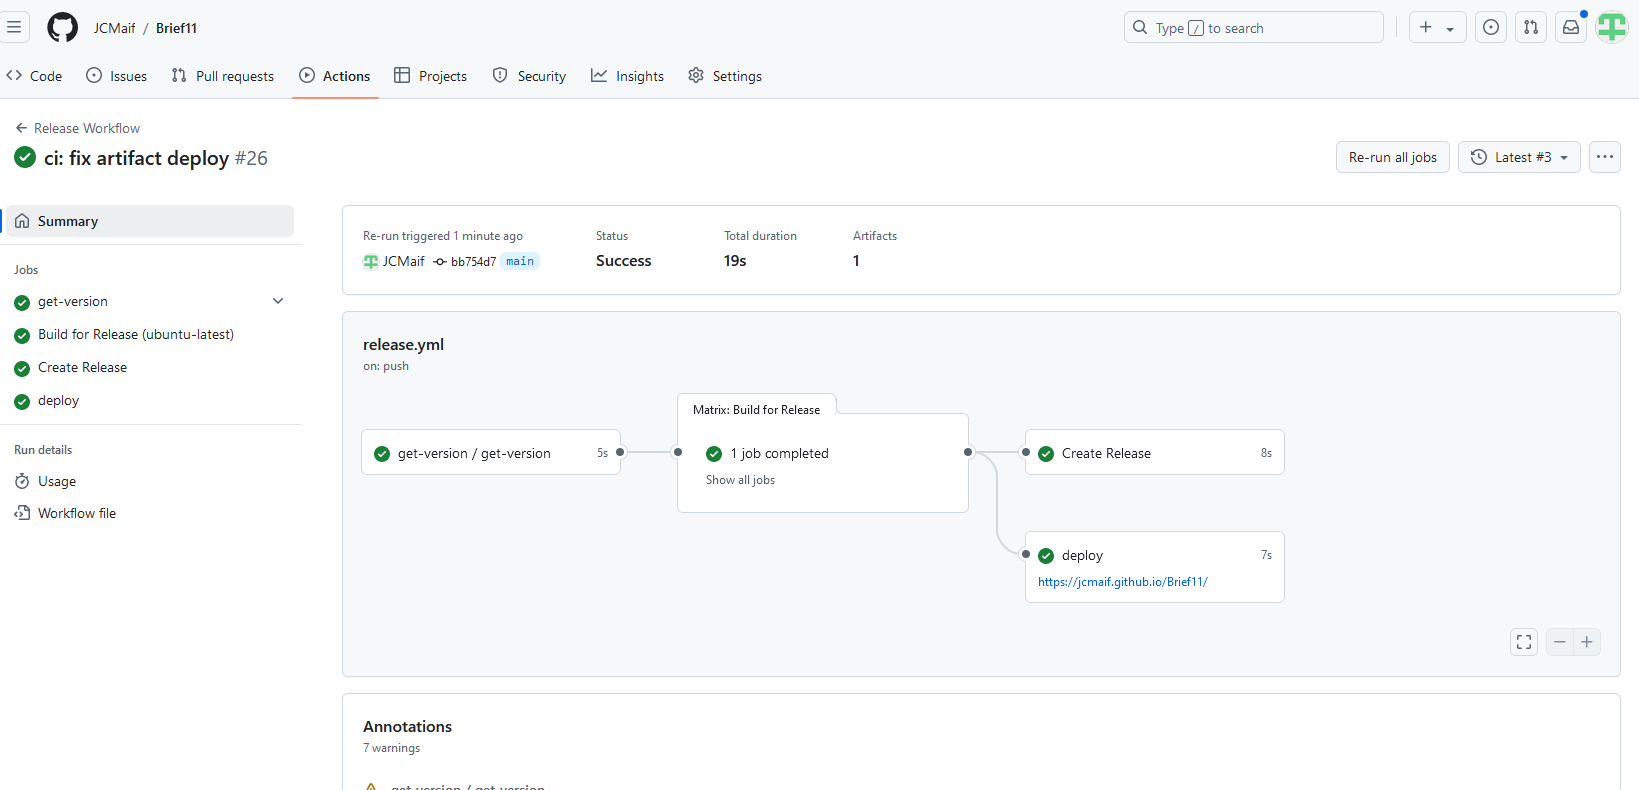 JCMaif / Brief11
Type / to search
Code Issues Pull requests Actions Projects Security Insights Settings
Release Workflow
ci: fix artifact deploy #26
Re-run all jobs
Latest #3
Summary
Jobs
get-version
Build for Release (ubuntu-latest)
Create Release
deploy
Run details
Usage
Workflow file
Re-run triggered 1 minute ago
JCMaif bb754d7 main
Status
Success
Total duration
19s
Artifacts
1
release.yml
on: push
get-version / get-version 5s
Matrix: Build for Release
1 job completed
Show all jobs
Create Release 8s
deploy 7s
https://jcmaif.github.io/Brief11/
Annotations
7 warnings
get-version / get-version